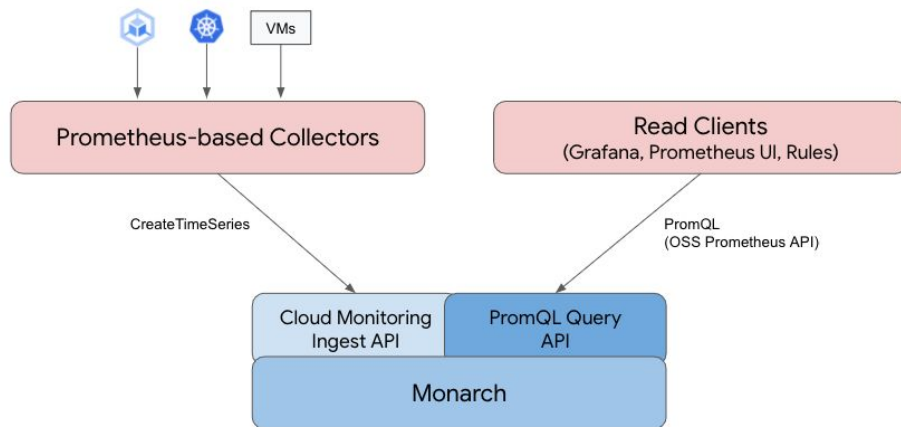 VMs
Prometheus-based Collectors
Read Clients
(Grafana, Prometheus UI, Rules)
CreateTimeSeries
PromQL
(OSS Prometheus API)
Cloud Monitoring
Ingest API
PromQL Query
API
Monarch